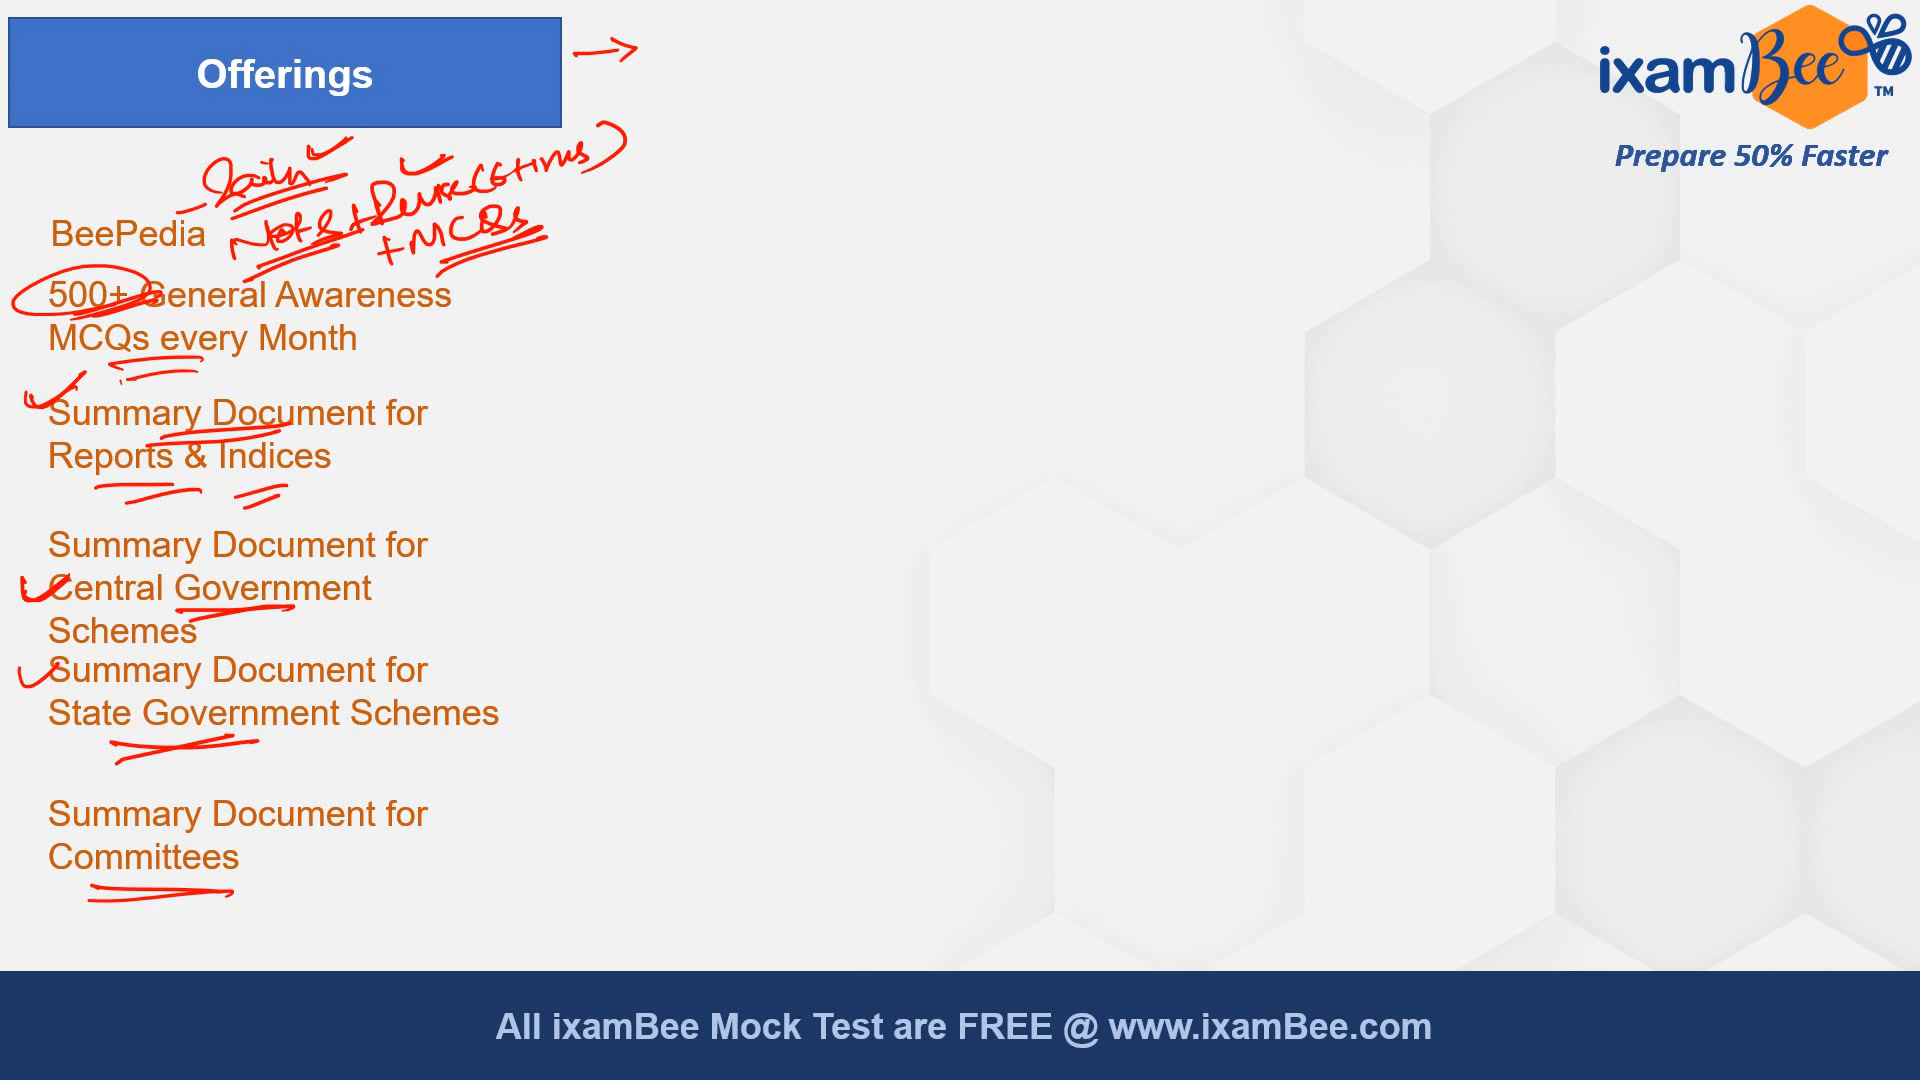 Offerings
ixamBee
TM
Prepare 50% Faster
Notes +
+ MCQs
BeePedia
500+ General Awareness
MCQs every Month
Summary Document for
Reports & Indices
Summary Document for
Central Government
Schemes
Summary Document for
State Government Schemes
Summary Document for
Committees
All ixamBee Mock Test are FREE @ www.ixamBee.com